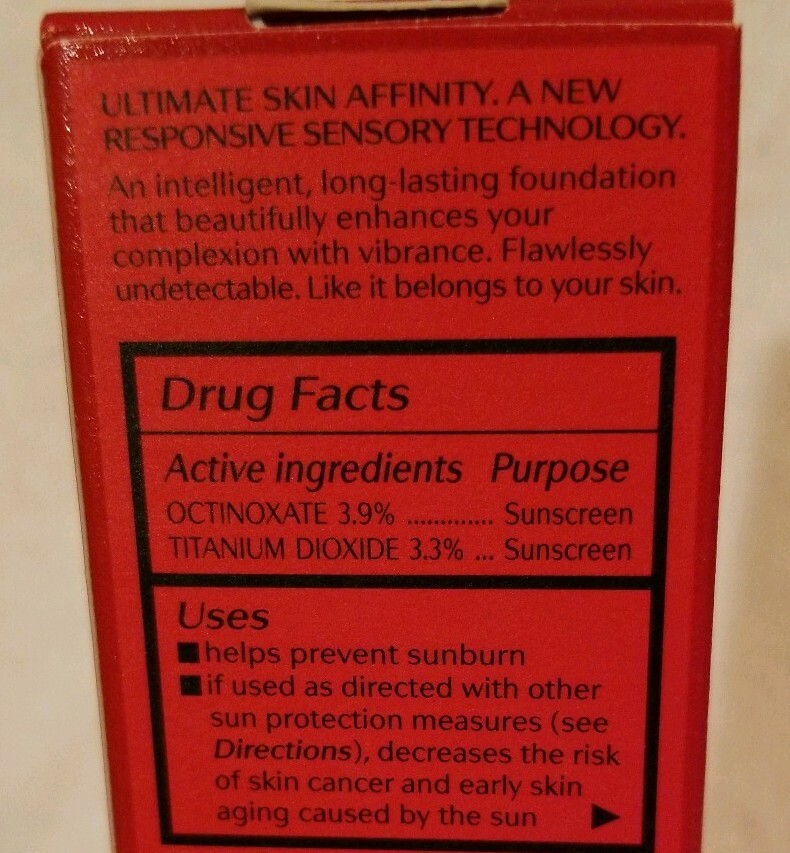 ULTIMATE SKIN AFFINITY. A NEW
RESPONSIVE SENSORY TECHNOLOGY.
An intelligent, long-lasting foundation
that beautifully enhances your
complexion with vibrance. Flawlessly
undetectable. Like it belongs to your skin.
Drug Facts
Active ingredients Purpose
OCTINOXATE 3.9% ............. Sunscreen
TITANIUM DIOXIDE 3.3% ... Sunscreen
Uses
■ helps prevent sunburn
■ if used as directed with other
sun protection measures (see
Directions), decreases the risk
of skin cancer and early skin
aging caused by the sun ▶